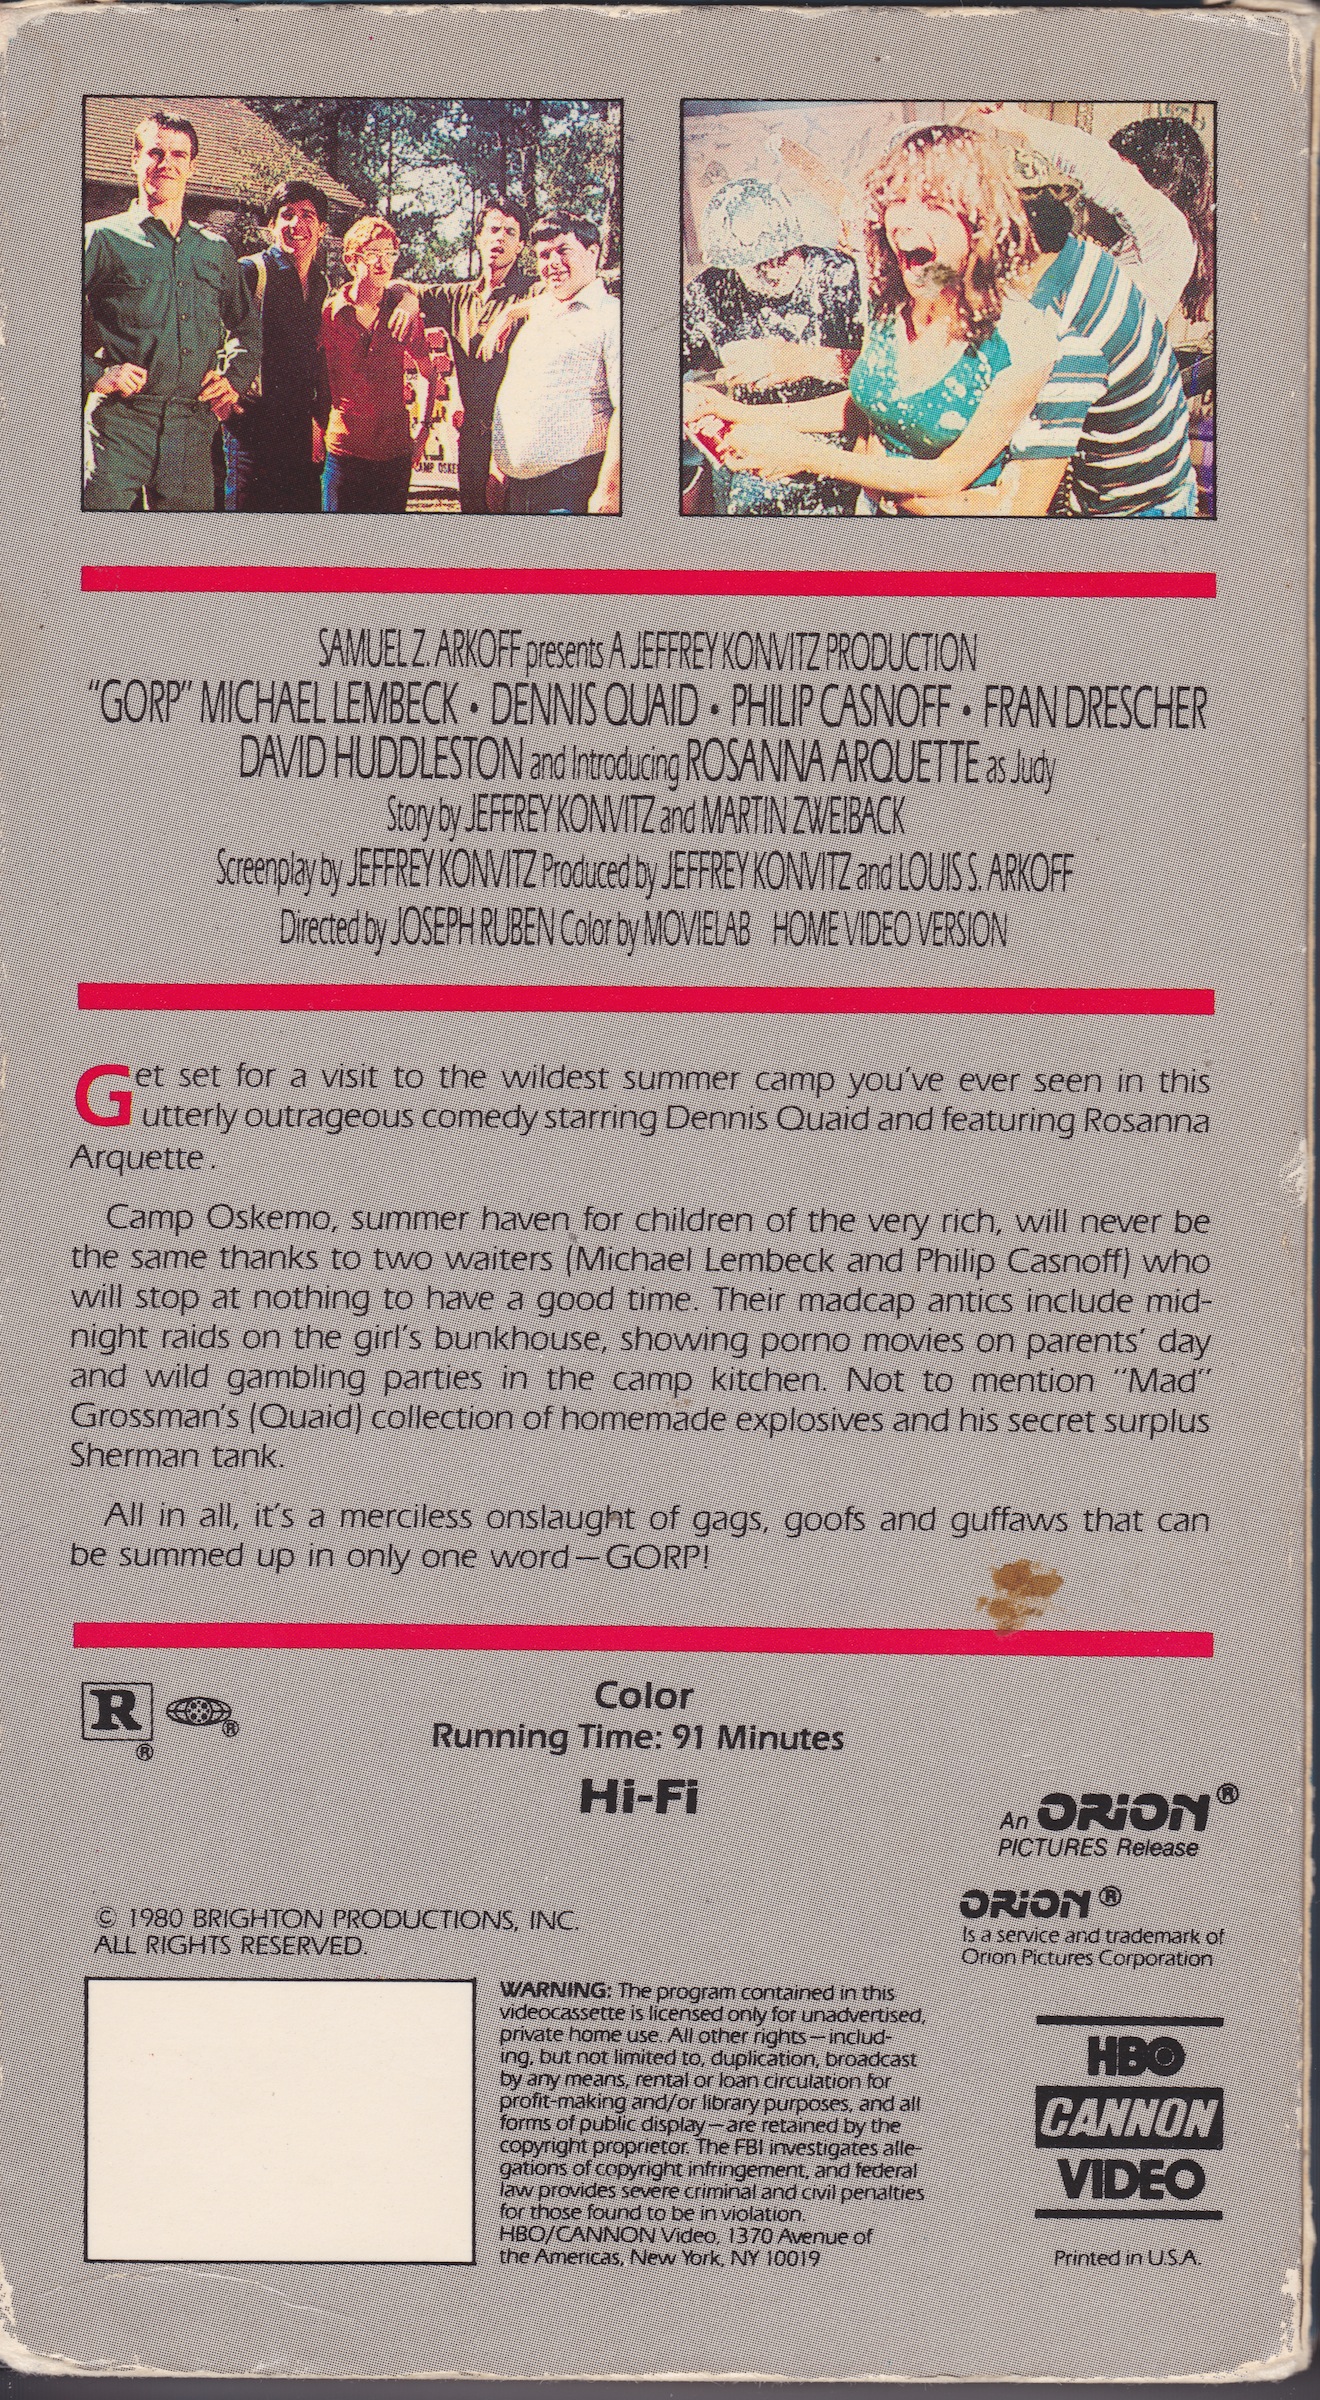 CAMP OSKE
SAMUEL Z. ARKOFF presents A JEFFREY KONVITZ PRODUCTION
“GORP” MICHAEL LEMBECK • DENNIS QUAID • PHILIP CASNOFF • FRAN DRESCHER
DAVID HUDDLESTON and Introducing ROSANNA ARQUETTE as Judy
Story by JEFFREY KONVITZ and MARTIN ZWEIBACK
Screenplay by JEFFREY KONVITZ Produced by JEFFREY KONVITZ and LOUIS S. ARKOFF
Directed by JOSEPH RUBEN Color by MOVIELAB HOME VIDEO VERSION
Get set for a visit to the wildest summer camp you’ve ever seen in this
utterly outrageous comedy starring Dennis Quaid and featuring Rosanna
Arquette.
Camp Oskemo, summer haven for children of the very rich, will never be
the same thanks to two waiters (Michael Lembeck and Philip Casnoff) who
will stop at nothing to have a good time. Their madcap antics include mid-
night raids on the girl’s bunkhouse, showing porno movies on parents’ day
and wild gambling parties in the camp kitchen. Not to mention “Mad”
Grossman’s (Quaid) collection of homemade explosives and his secret surplus
Sherman tank.
All in all, it’s a merciless onslaught of gags, goofs and guffaws that can
be summed up in only one word—GORP!
R ® ®
Color
Running Time: 91 Minutes
Hi-Fi
An ORION®
PICTURES Release
ORION®
Is a service and trademark of
Orion Pictures Corporation
© 1980 BRIGHTON PRODUCTIONS, INC.
ALL RIGHTS RESERVED.
WARNING: The program contained in this
videocassette is licensed only for unadvertised,
private home use. All other rights—includ-
ing, but not limited to, duplication, broadcast
by any means, rental or loan circulation for
profit-making and/or library purposes, and all
forms of public display—are retained by the
copyright proprietor. The FBI investigates alle-
gations of copyright infringement, and federal
law provides severe criminal and civil penalties
for those found to be in violation.
HBO/CANNON Video, 1370 Avenue of
the Americas, New York, NY 10019
HBO
CANNON
VIDEO
Printed in U.S.A.